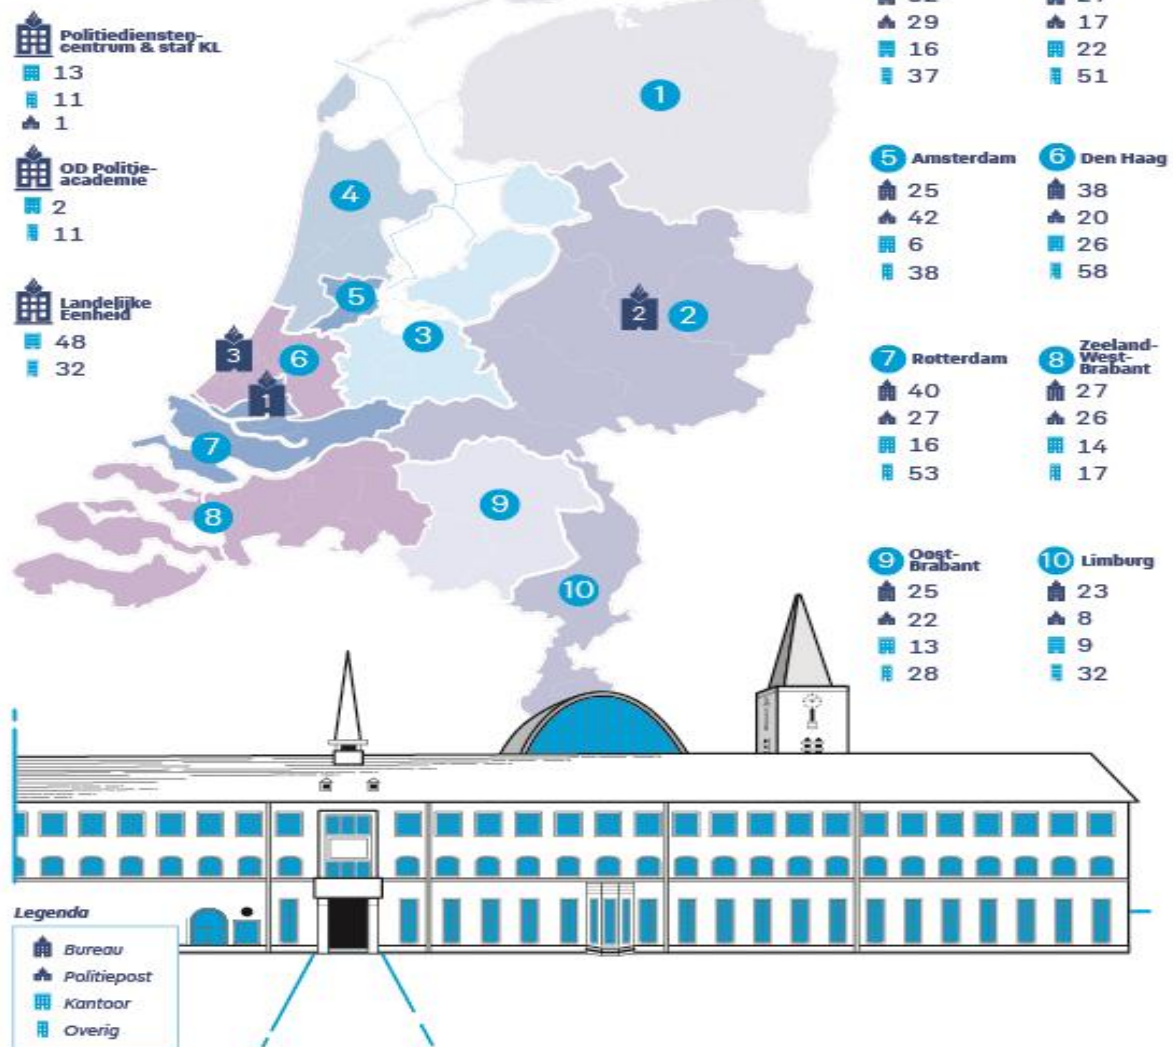 Politiediensten-
centrum & staf KL
13
11
1
OD Politie-
academie
2
11
Landelijke
Eenheid
48
32
1
2
2
3
4
5
6
3
1
7
8
9
10
29
16
37
17
22
51
5 Amsterdam
25
42
6
38
6 Den Haag
38
20
26
58
7 Rotterdam
40
27
16
53
8 Zeeland-
West-
Brabant
27
26
14
17
9 Oost-
Brabant
25
22
13
28
10 Limburg
23
8
9
32
Legenda
Bureau
Politiepost
Kantoor
Overig